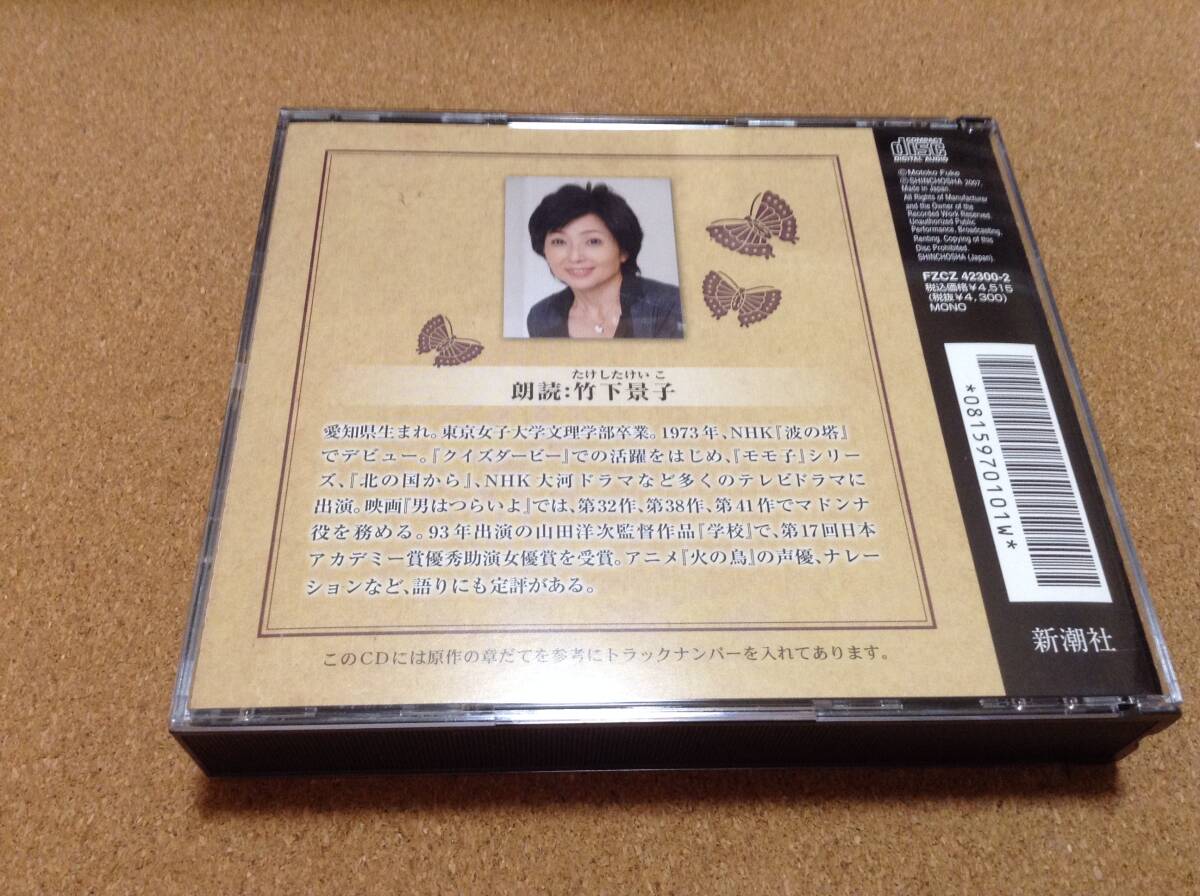 たけしたけいこ
朗読:竹下景子
愛知県生まれ。東京女子大学文理学部卒業。1973年、NHK『波の塔』
でデビュー。『クイズダービー』での活躍をはじめ、『モモ子』シリー
ズ、『北の国から』、NHK大河ドラマなど多くのテレビドラマに
出演。映画『男はつらいよ』では、第32作、第38作、第41作でマドンナ
役を務める。93年出演の山田洋次監督作品『学校』で、第17回日本
アカデミー賞優秀助演女優賞を受賞。アニメ『火の鳥』の声優、ナレー
ションなど、語りにも定評がある。
このCDには原作の章だてを参考にトラックナンバーを入れてあります。
COMPACT
disc
DIGITAL AUDIO
©Motoko Fuke
℗SHINCHOSHA 2007,
Made in Japan.
All Rights of Manufacturer
and the Owner of the
Recorded Work Reserved.
Unauthorized Public
Performance, Broadcasting,
Renting, Copying of this
Disc Prohibited.
SHINCHOSHA (Japan).
FZCZ 42300-2
税込価格¥4,515
(税抜¥4,300)
MONO
*0815970101W*
新潮社